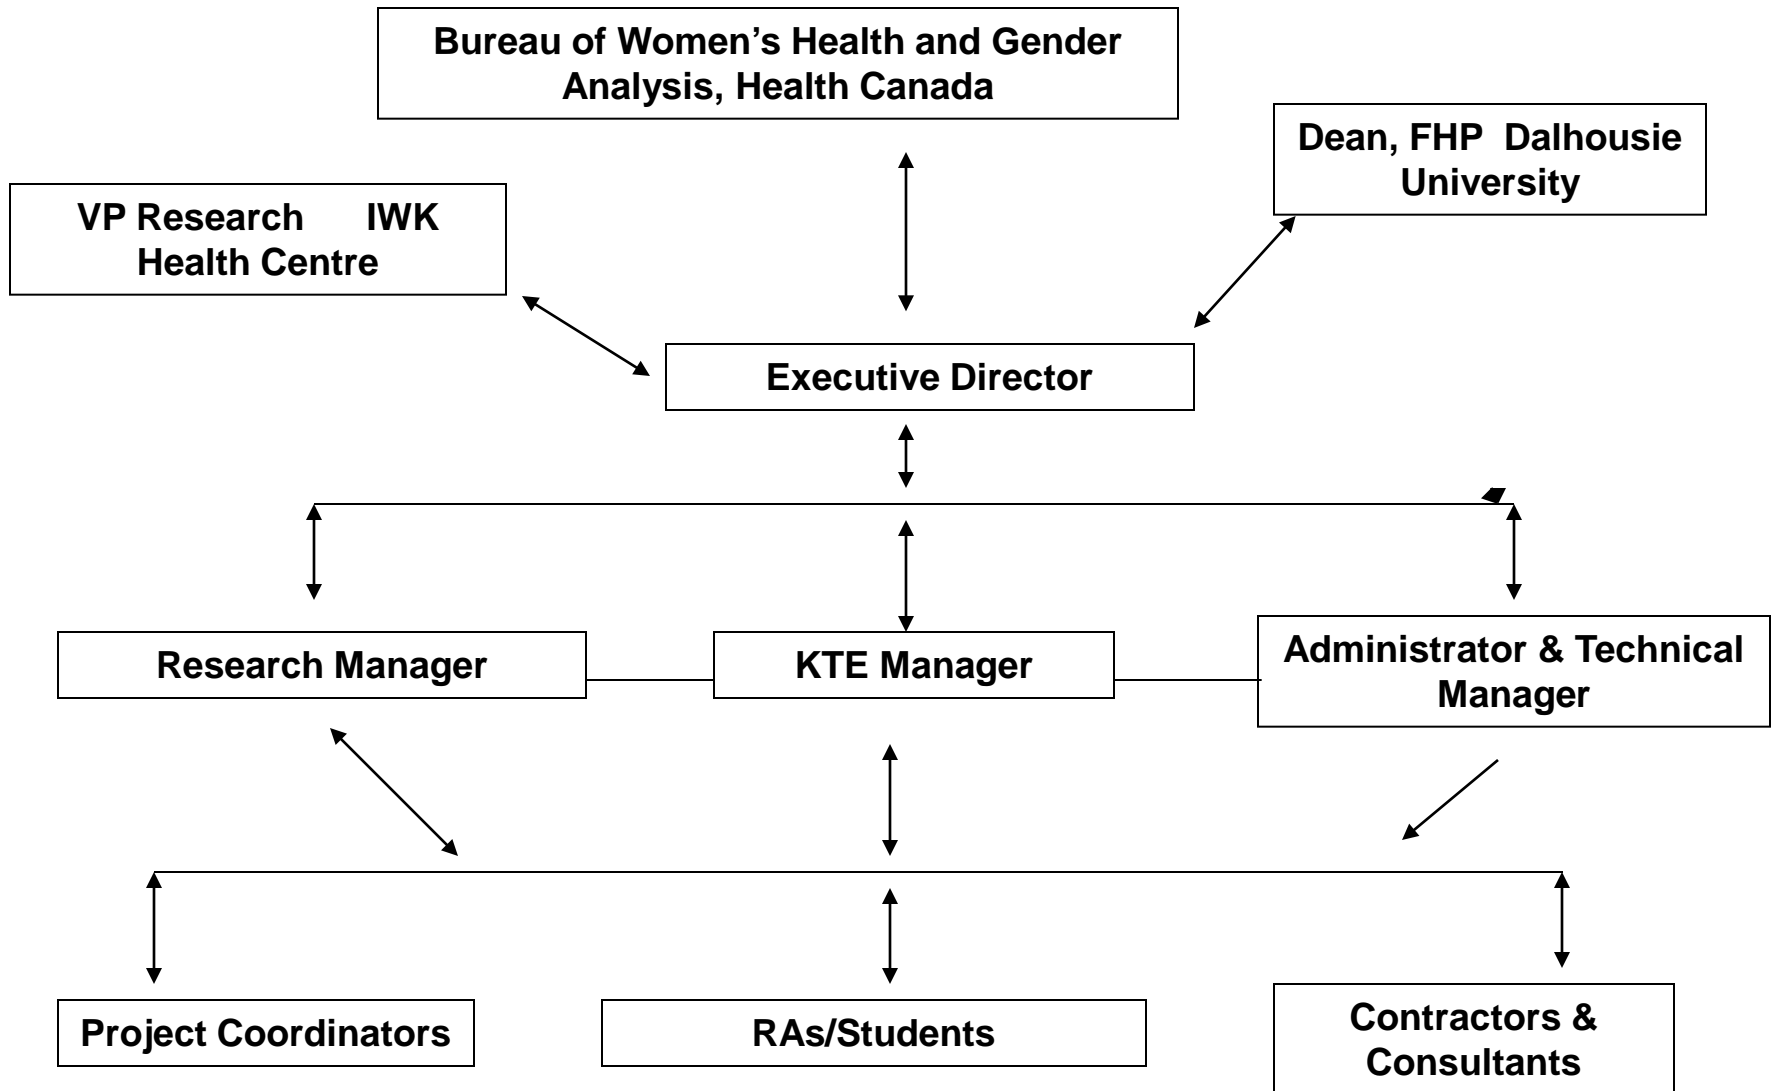 Bureau of Women’s Health and Gender
Analysis, Health Canada
Dean, FHP Dalhousie
University
VP Research IWK
Health Centre
Executive Director
Research Manager
KTE Manager
Administrator & Technical
Manager
Project Coordinators
RAs/Students
Contractors &
Consultants